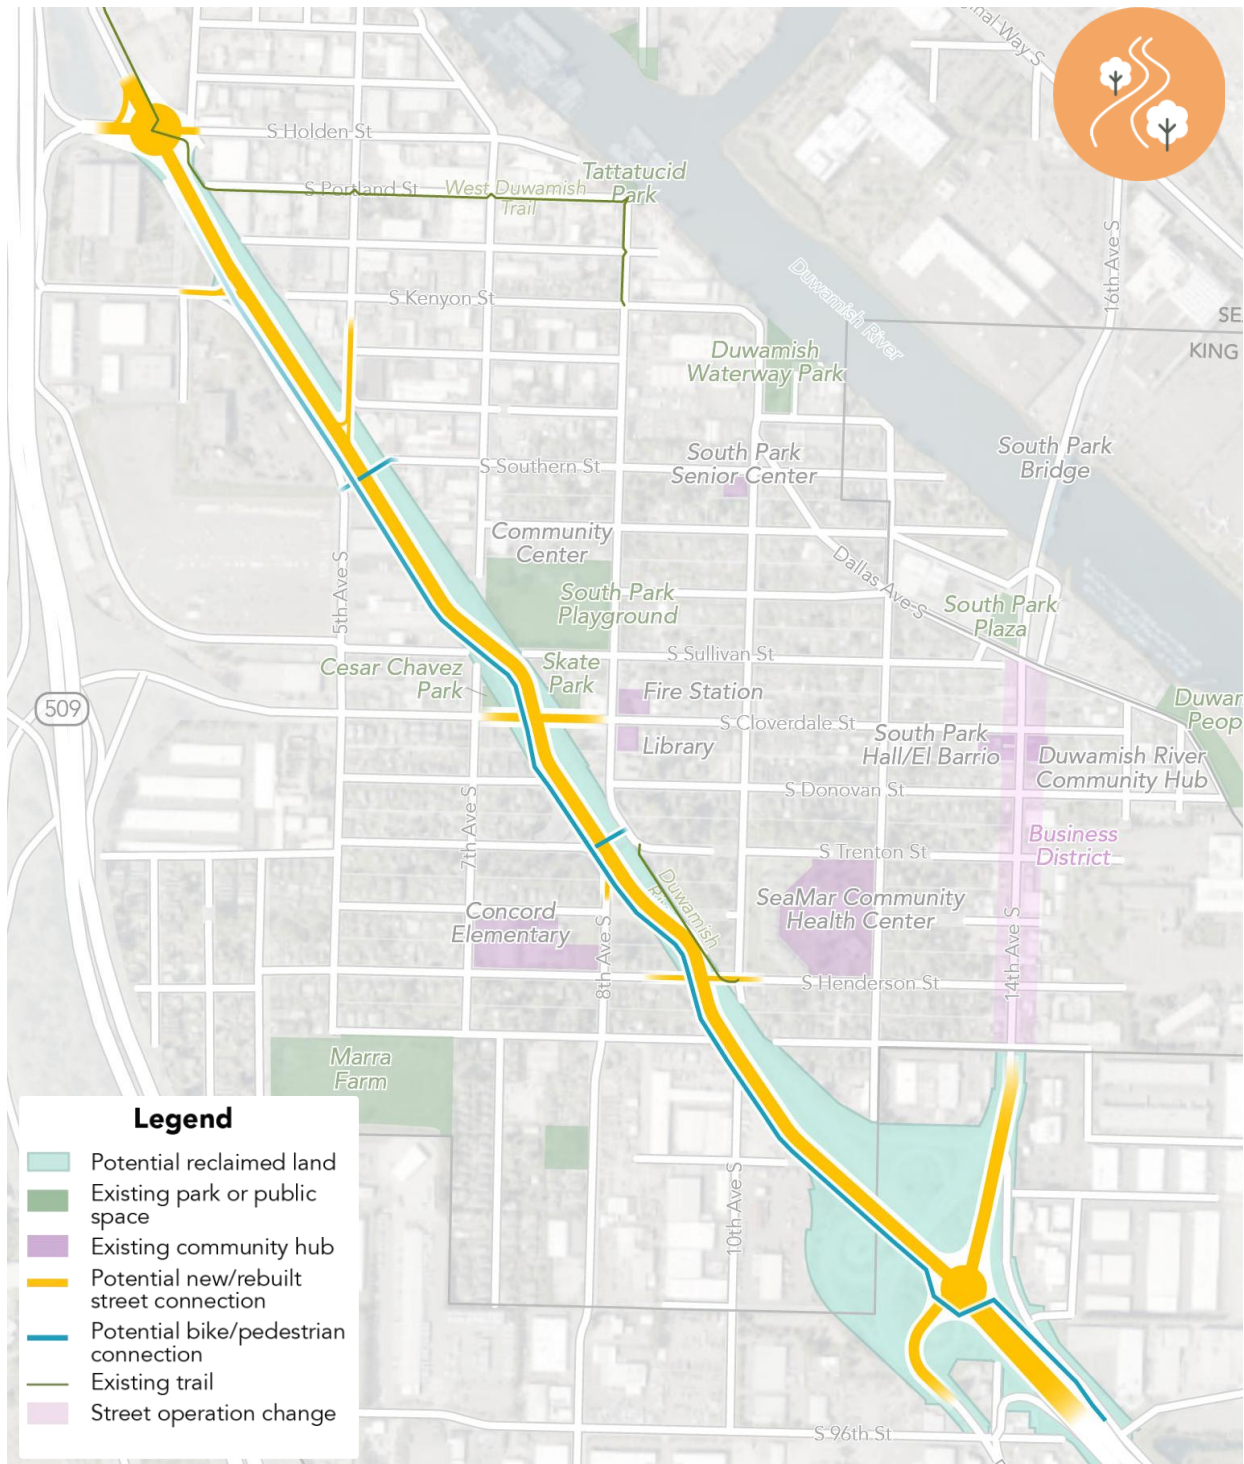 ginal Way S
S Holden St
S Portland St
West Duwamish
Trail
Tattatucid
Park
16th Ave S
S Kenyon St
Duwamish River
SE
KING
Duwamish
Waterway Park
S Southern St
South Park
Senior Center
South Park
Bridge
Community
Center
5th Ave S
South Park
Playground
Dallas Ave S
South Park
Plaza
S Sullivan St
Cesar Chavez
Park
Skate
Park
Fire Station
Duwar
Peop
509
S Cloverdale St
Library
South Park
Hall/El Barrio
Duwamish River
Community Hub
S Donovan St
7th Ave S
Business
District
S Trenton St
Duwamish
SeaMar Community
Health Center
Concord
Elementary
8th Ave S
14th Ave S
S Henderson St
Marra
Farm
10th Ave S
S 96th St
Legend
Potential reclaimed land
Existing park or public
space
Existing community hub
Potential new/rebuilt
street connection
Potential bike/pedestrian
connection
Existing trail
Street operation change